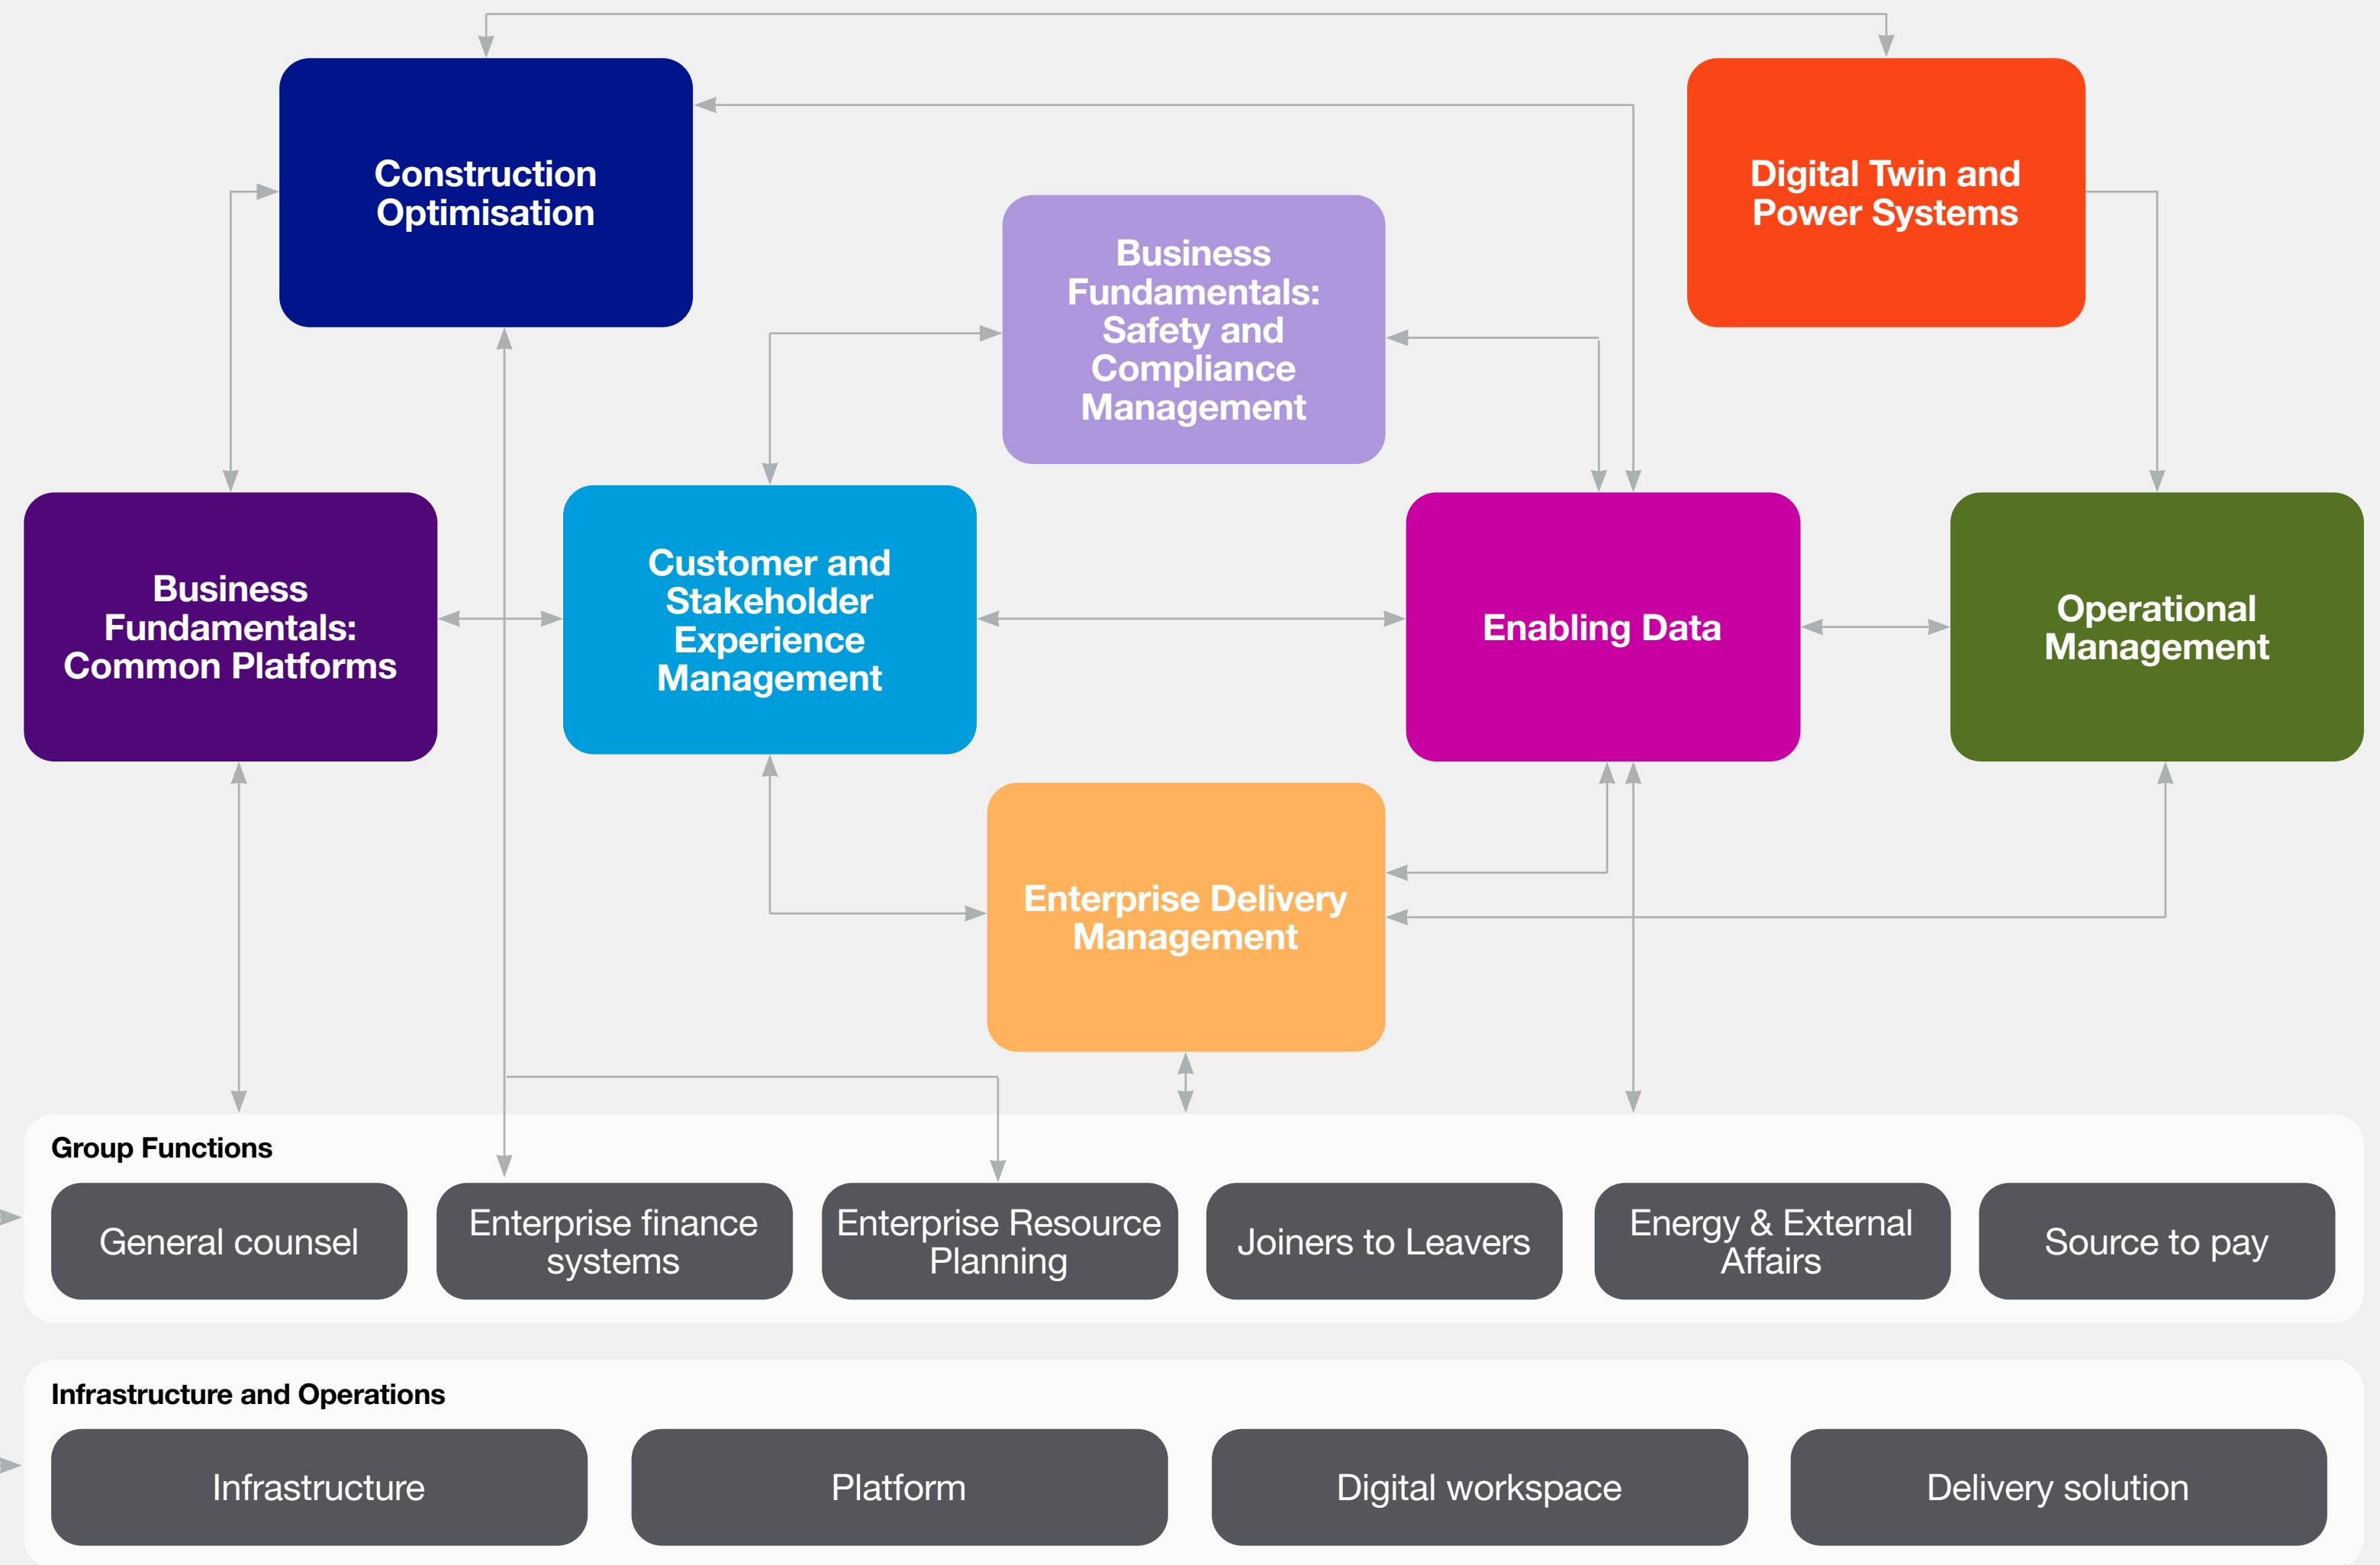 Construction
Optimisation
Digital Twin and
Power Systems
Business
Fundamentals:
Safety and
Compliance
Management
Business
Fundamentals:
Common Platforms
Customer and
Stakeholder
Experience
Management
Enabling Data
Operational
Management
Enterprise Delivery
Management
Group Functions
General counsel
Enterprise finance
systems
Enterprise Resource
Planning
Joiners to Leavers
Energy & External
Affairs
Source to pay
Infrastructure and Operations
Infrastructure
Platform
Digital workspace
Delivery solution